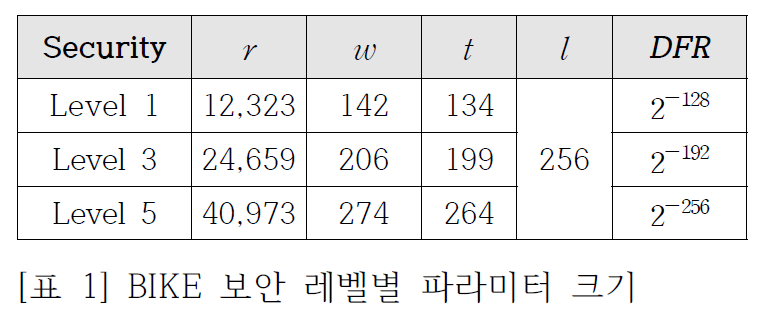 Security r w t l DFR
Level 1 12,323 142 134 2⁻¹²⁸
Level 3 24,659 206 199 256 2⁻¹⁹²
Level 5 40,973 274 264 2⁻²⁵⁶
[표 1] BIKE 보안 레벨별 파라미터 크기